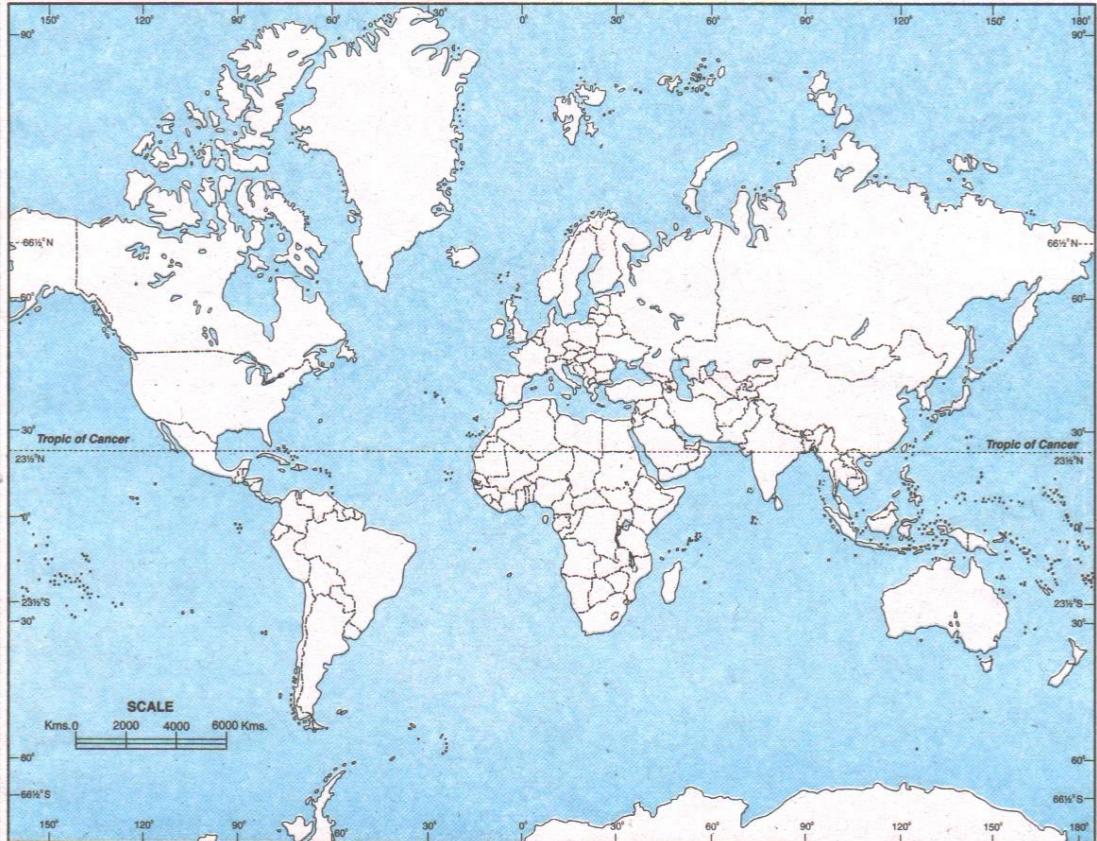 150° 120° 90° 60° 30° 0° 30° 60° 90° 120° 150° 180°
90° 90°
66½°N 66½°N
60° 60°
30° 30°
Tropic of Cancer Tropic of Cancer
23½°N 23½°N
0° 0°
23½°S 23½°S
30° 30°
SCALE
Kms. 0 2000 4000 6000 Kms.
60° 60°
66½°S 66½°S
150° 120° 90° 60° 30° 0° 30° 60° 90° 120° 150° 180°